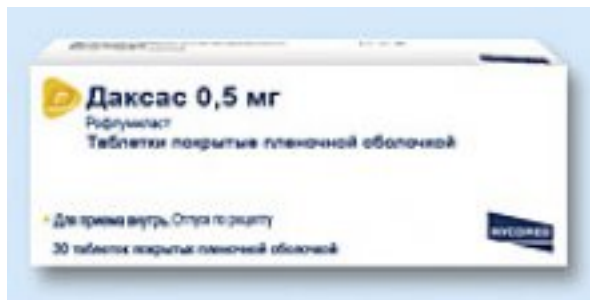 Даксас 0,5 мг
Рофлумиласт
Таблетки покрытые пленочной оболочкой
Для приема внутрь. Отпуск по рецепту
30 таблеток покрытых пленочной оболочкой
NYCOMED